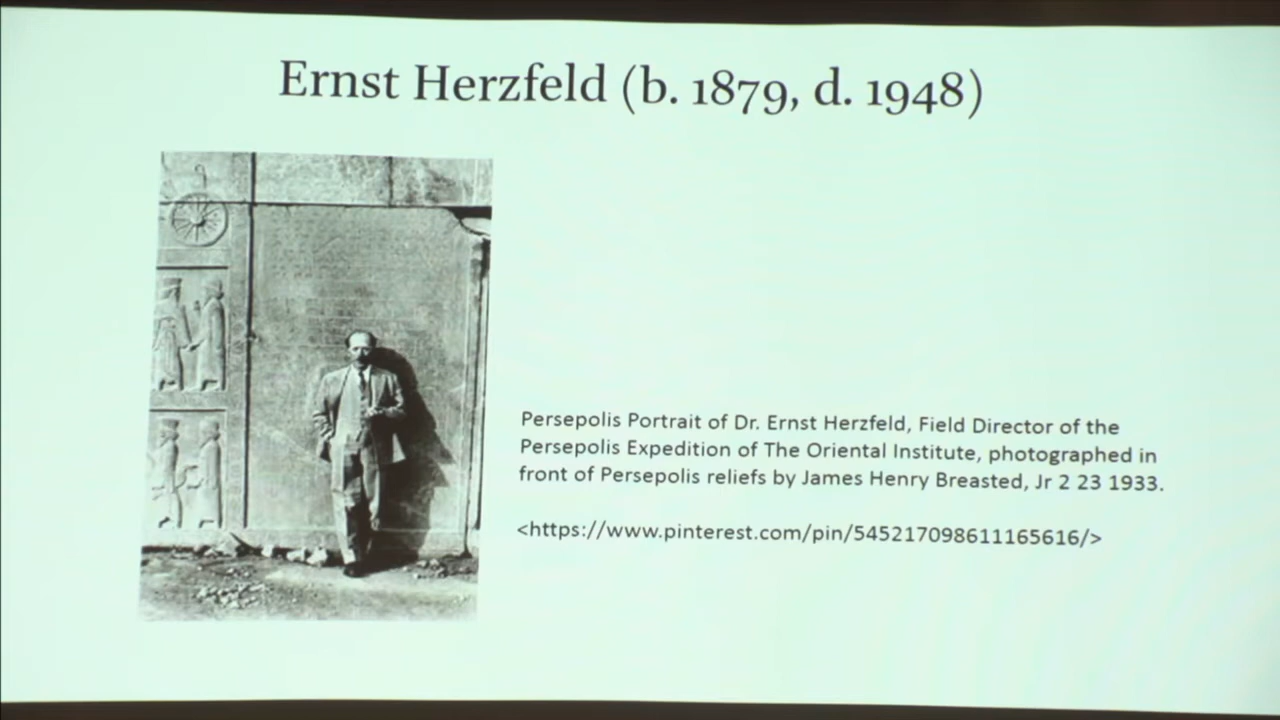 Ernst Herzfeld (b. 1879, d. 1948)
Persepolis Portrait of Dr. Ernst Herzfeld, Field Director of the
Persepolis Expedition of The Oriental Institute, photographed in
front of Persepolis reliefs by James Henry Breasted, Jr 2 23 1933.
<https://www.pinterest.com/pin/545217098611165616/>